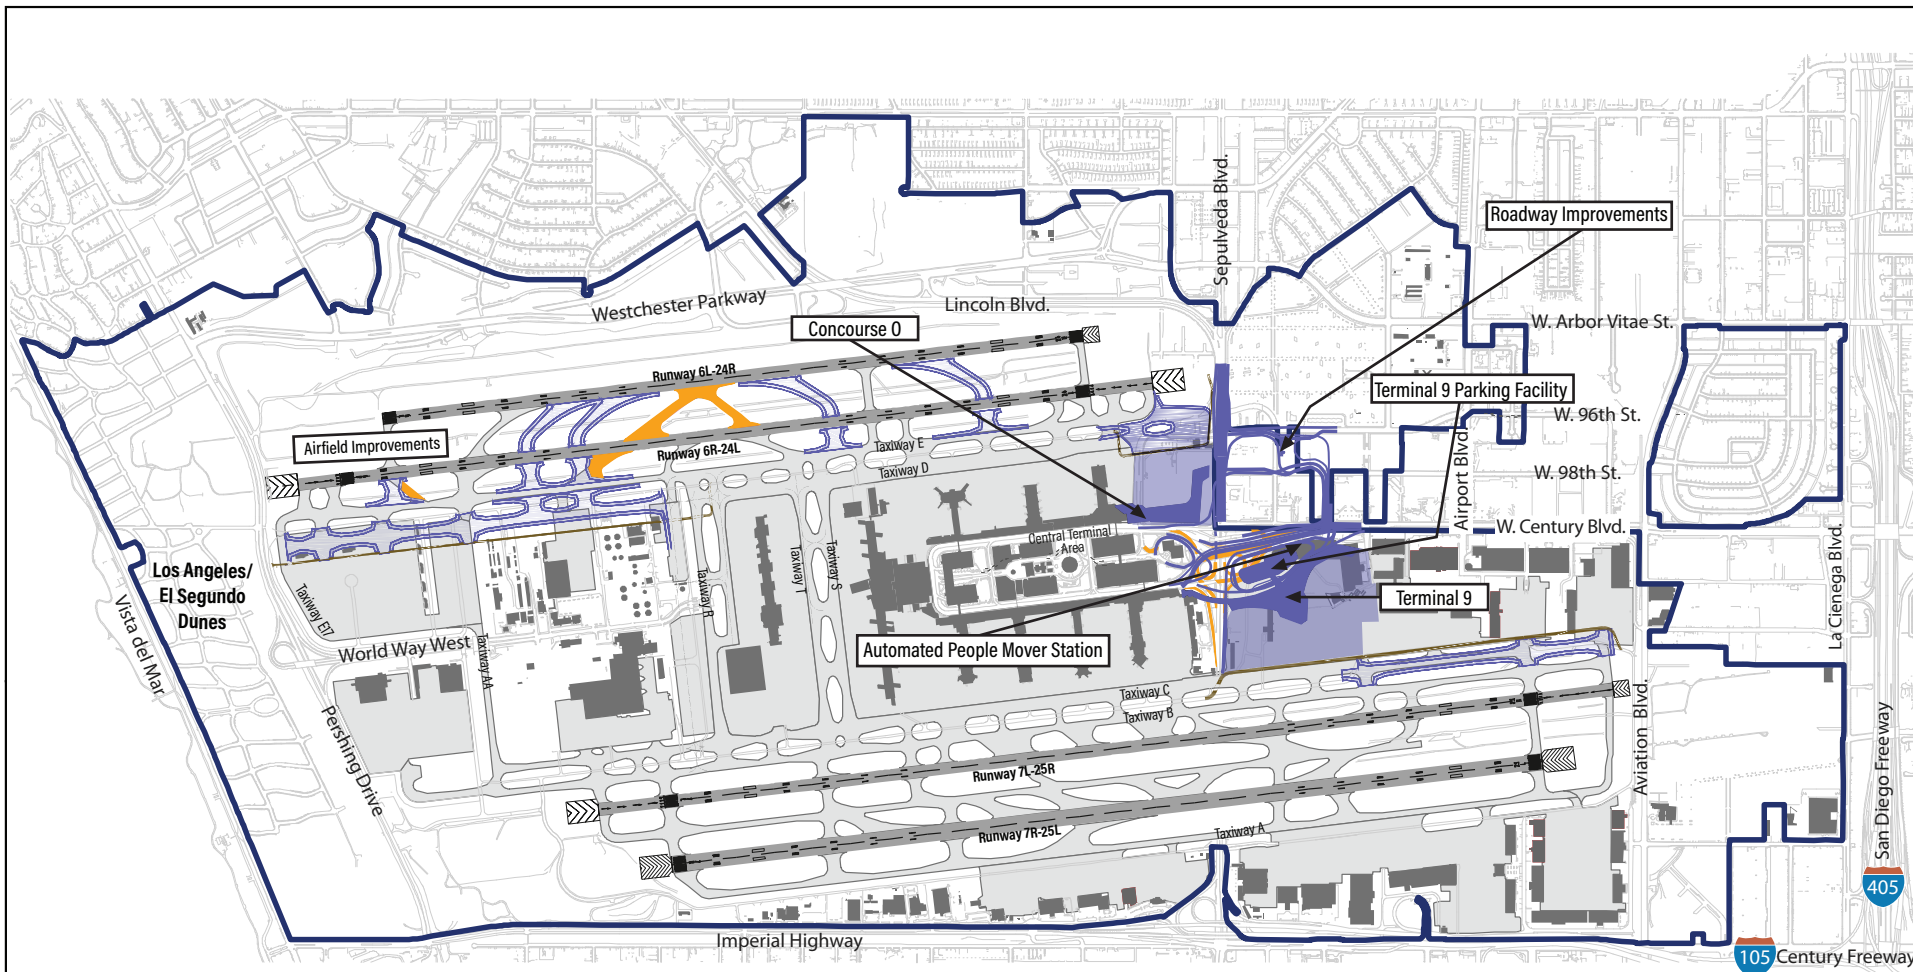 Sepulveda Blvd.
Roadway Improvements
Westchester Parkway
Lincoln Blvd.
Concourse 0
W. Arbor Vitae St.
Runway 6L-24R
Terminal 9 Parking Facility
W. 96th St.
Airfield Improvements
Runway 6R-24L
Taxiway E
Taxiway D
W. 98th St.
Airport Blvd.
W. Century Blvd.
Central Terminal
Area
La Cienega Blvd.
Los Angeles/
El Segundo
Dunes
Taxiway E17
Taxiway R
Taxiway T
Taxiway S
Terminal 9
Vista del Mar
World Way West
Taxiway AA
Automated People Mover Station
Taxiway C
Taxiway B
Pershing Drive
Aviation Blvd.
San Diego Freeway
Runway 7L-25R
Runway 7R-25L
Taxiway A
405
Imperial Highway
105
Century Freeway